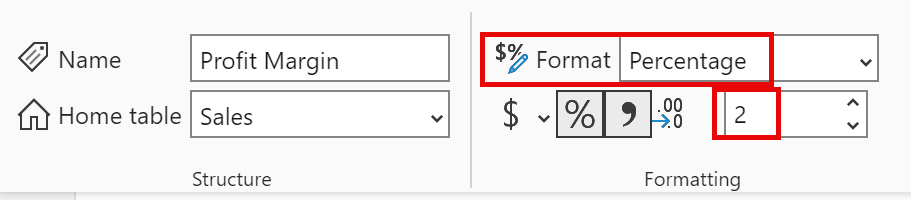 Name Profit Margin
$% Format Percentage
Home table Sales
$ % , .00 .0 2
Structure
Formatting